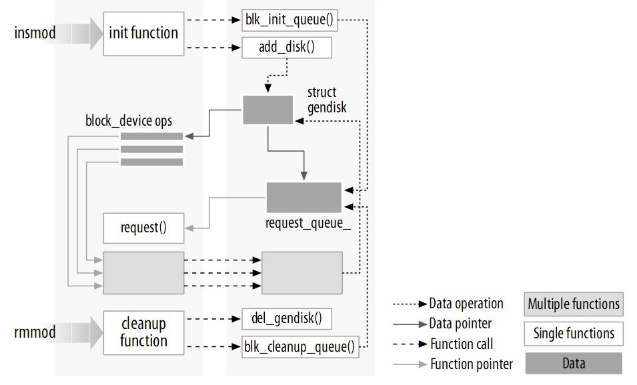 insmod
init function
blk_init_queue()
add_disk()
struct
gendisk
block_device ops
request_queue_
request()
rmmod
cleanup
function
del_gendisk()
blk_cleanup_queue()
Data operation
Data pointer
Function call
Function pointer
Multiple functions
Single functions
Data